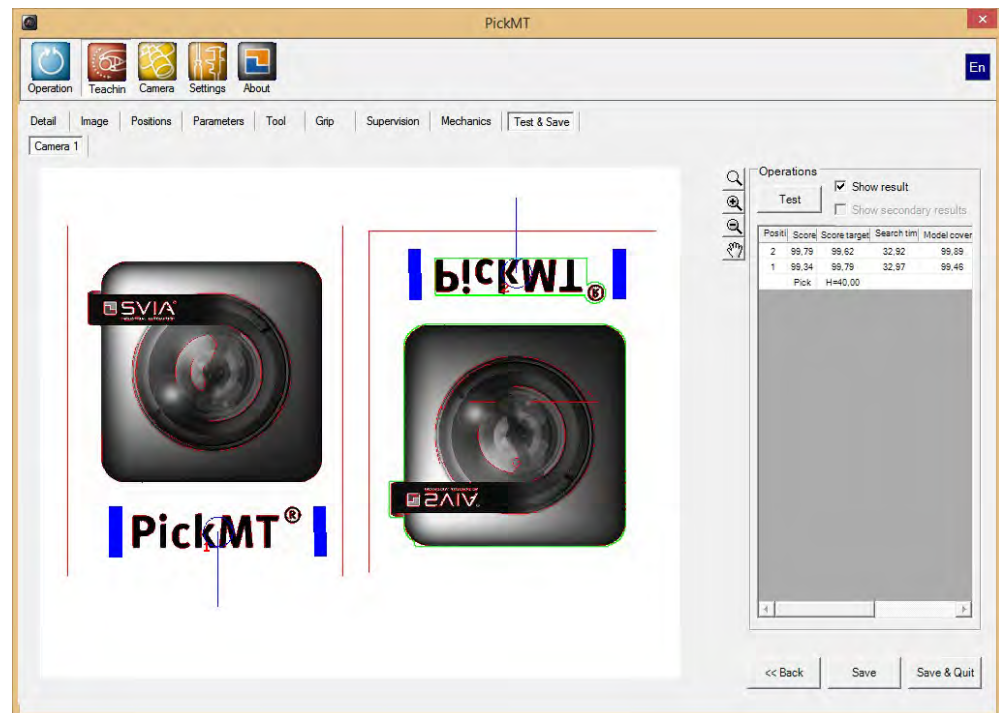 PickMT
En
Operation Teachin Camera Settings About
Detail Image Positions Parameters Tool Grip Supervision Mechanics Test & Save
Camera 1
Operations
Test
Show result
Show secondary results
Positi Score Score target Search tim Model cover
2 99,79 99,62 32,92 99,89
1 99,34 99,79 32,97 99,46
Pick H=40,00
PickMT®
2
SVIA
SVIA
PickMT®
1
<< Back Save Save & Quit